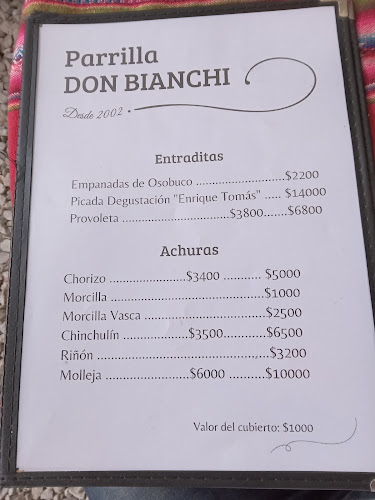 Parrilla
DON BIANCHI
Desde 2002
Entraditas
Empanadas de Osobuco ..........................$2200
Picada Degustación "Enrique Tomás" ..... $14000
Provoleta ...............................$3800.......$6800
Achuras
Chorizo ......................$3400 ........... $5000
Morcilla .............................................$1000
Morcilla Vasca ...................................$2500
Chinchulín ....................$3500............$6500
Riñón ..................................................$3200
Molleja ........................$6000 ..........$10000
Valor del cubierto: $1000